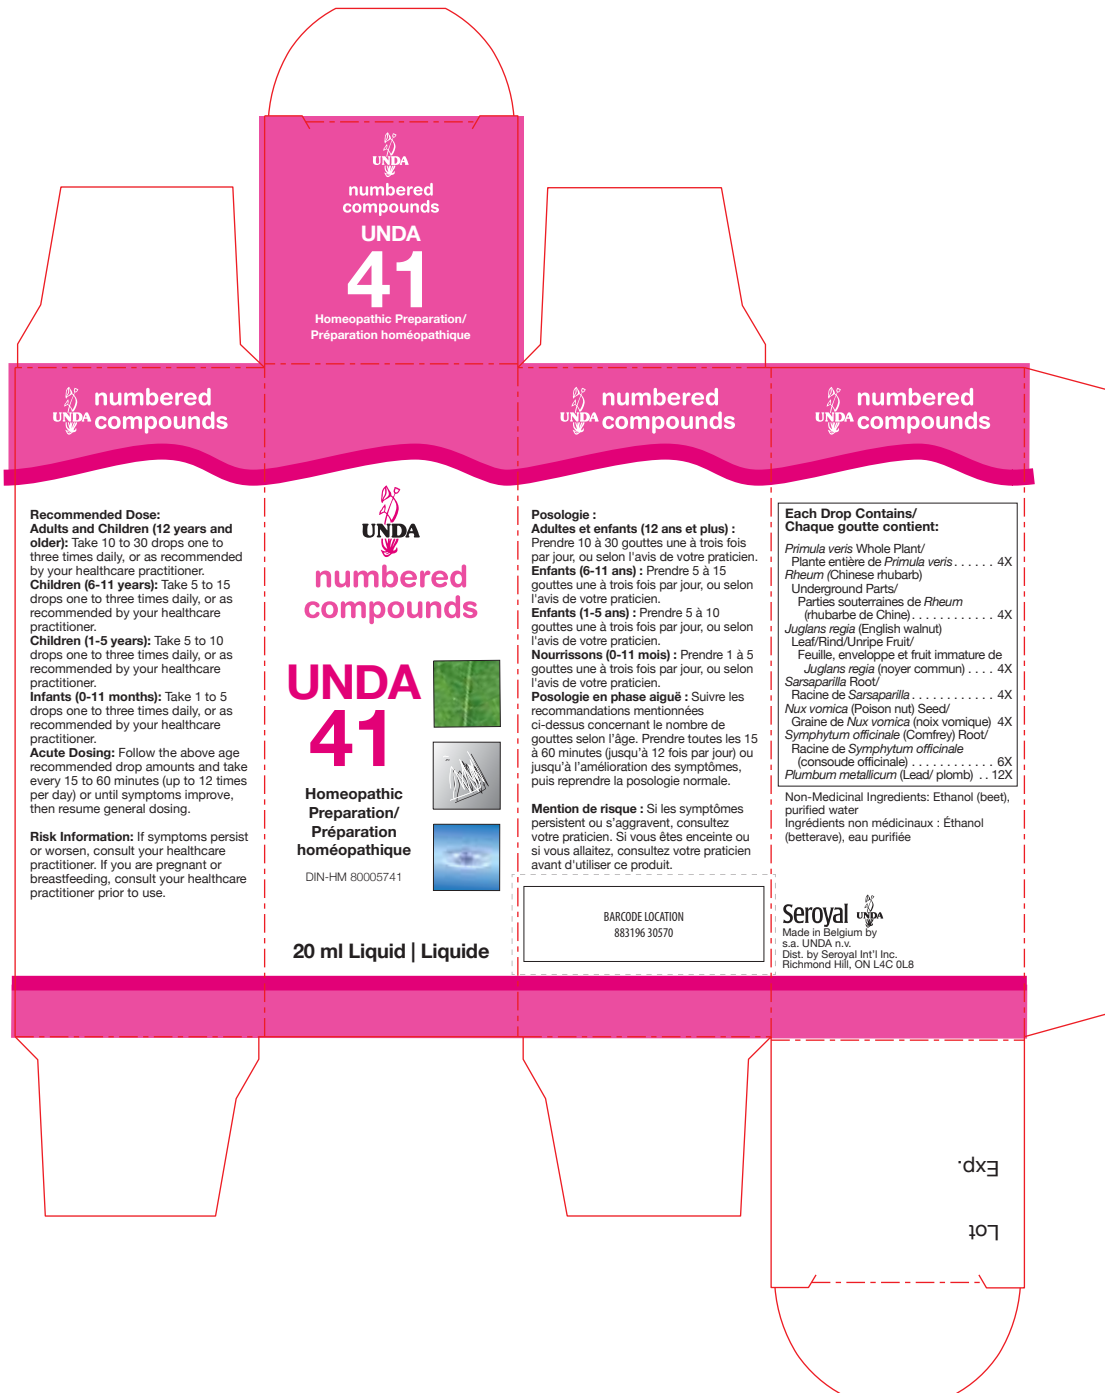 UNDA
numbered
compounds
UNDA
41
Homeopathic Preparation/
Préparation homéopathique
UNDA
numbered
compounds
UNDA
numbered
compounds
UNDA
numbered
compounds
Recommended Dose:
Adults and Children (12 years and
older): Take 10 to 30 drops one to
three times daily, or as recommended
by your healthcare practitioner.
Children (6-11 years): Take 5 to 15
drops one to three times daily, or as
recommended by your healthcare
practitioner.
Children (1-5 years): Take 5 to 10
drops one to three times daily, or as
recommended by your healthcare
practitioner.
Infants (0-11 months): Take 1 to 5
drops one to three times daily, or as
recommended by your healthcare
practitioner.
Acute Dosing: Follow the above age
recommended drop amounts and take
every 15 to 60 minutes (up to 12 times
per day) or until symptoms improve,
then resume general dosing.
Risk Information: If symptoms persist
or worsen, consult your healthcare
practitioner. If you are pregnant or
breastfeeding, consult your healthcare
practitioner prior to use.
UNDA
numbered
compounds
UNDA
41
Homeopathic
Preparation/
Préparation
homéopathique
DIN-HM 80005741
20 ml Liquid | Liquide
Posologie :
Adultes et enfants (12 ans et plus) :
Prendre 10 à 30 gouttes une à trois fois
par jour, ou selon l'avis de votre praticien.
Enfants (6-11 ans) : Prendre 5 à 15
gouttes une à trois fois par jour, ou selon
l'avis de votre praticien.
Enfants (1-5 ans) : Prendre 5 à 10
gouttes une à trois fois par jour, ou selon
l'avis de votre praticien.
Nourrissons (0-11 mois) : Prendre 1 à 5
gouttes une à trois fois par jour, ou selon
l'avis de votre praticien.
Posologie en phase aiguë : Suivre les
recommandations mentionnées
ci-dessus concernant le nombre de
gouttes selon l'âge. Prendre toutes les 15
à 60 minutes (jusqu'à 12 fois par jour) ou
jusqu'à l'amélioration des symptômes,
puis reprendre la posologie normale.
Mention de risque : Si les symptômes
persistent ou s'aggravent, consultez
votre praticien. Si vous êtes enceinte ou
si vous allaitez, consultez votre praticien
avant d'utiliser ce produit.
BARCODE LOCATION
883196 30570
Each Drop Contains/
Chaque goutte contient:
Primula veris Whole Plant/
Plante entière de Primula veris . . . . . . 4X
Rheum (Chinese rhubarb)
Underground Parts/
Parties souterraines de Rheum
(rhubarbe de Chine) . . . . . . . . . . . . 4X
Juglans regia (English walnut)
Leaf/Rind/Unripe Fruit/
Feuille, enveloppe et fruit immature de
Juglans regia (noyer commun) . . . . 4X
Sarsaparilla Root/
Racine de Sarsaparilla . . . . . . . . . . . . 4X
Nux vomica (Poison nut) Seed/
Graine de Nux vomica (noix vomique) 4X
Symphytum officinale (Comfrey) Root/
Racine de Symphytum officinale
(consoude officinale) . . . . . . . . . . . . 6X
Plumbum metallicum (Lead/ plomb) . . 12X
Non-Medicinal Ingredients: Ethanol (beet),
purified water
Ingrédients non médicinaux : Éthanol
(betterave), eau purifiée
Seroyal UNDA
Made in Belgium by
s.a. UNDA n.v.
Dist. by Seroyal Int'l Inc.
Richmond Hill, ON L4C 0L8
Exp.
Lot